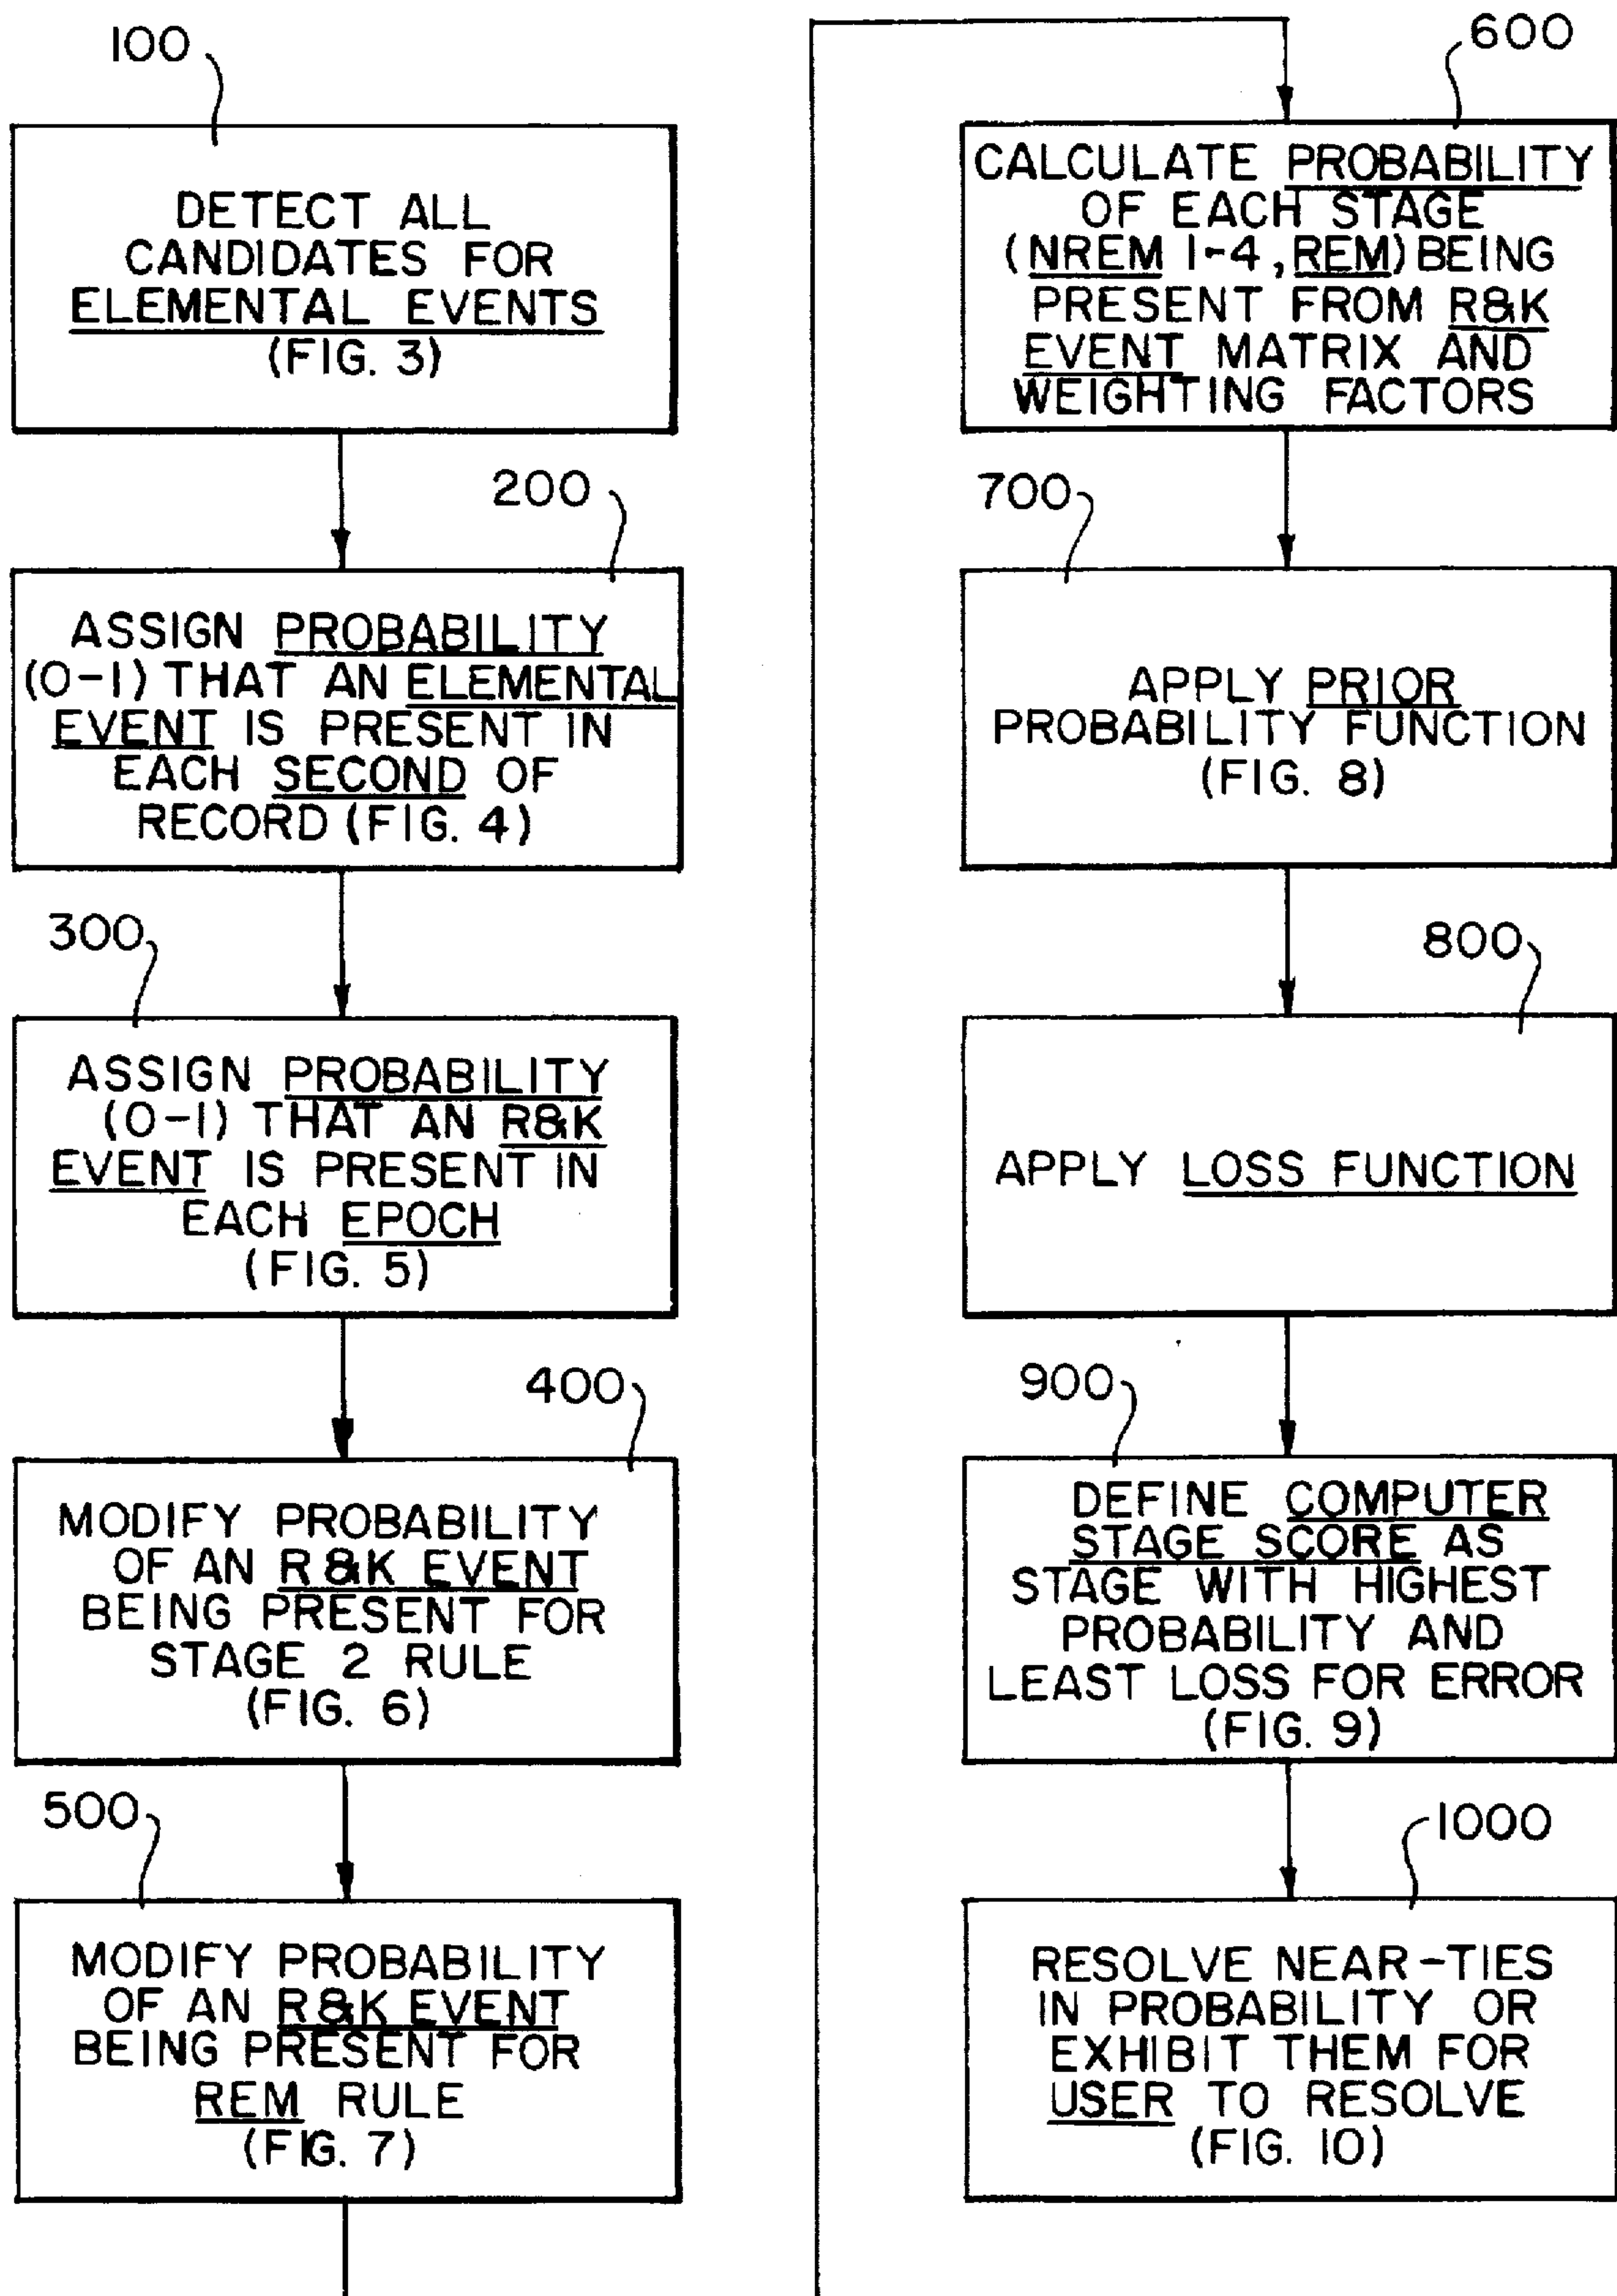 100
DETECT ALL
CANDIDATES FOR
ELEMENTAL EVENTS
(FIG. 3)
200
ASSIGN PROBABILITY
(0-1) THAT AN ELEMENTAL
EVENT IS PRESENT IN
EACH SECOND OF
RECORD (FIG. 4)
300
ASSIGN PROBABILITY
(0-1) THAT AN R&K
EVENT IS PRESENT IN
EACH EPOCH
(FIG. 5)
400
MODIFY PROBABILITY
OF AN R&K EVENT
BEING PRESENT FOR
STAGE 2 RULE
(FIG. 6)
500
MODIFY PROBABILITY
OF AN R&K EVENT
BEING PRESENT FOR
REM RULE
(FIG. 7)
600
CALCULATE PROBABILITY
OF EACH STAGE
(NREM 1-4, REM) BEING
PRESENT FROM R&K
EVENT MATRIX AND
WEIGHTING FACTORS
700
APPLY PRIOR
PROBABILITY FUNCTION
(FIG. 8)
800
APPLY LOSS FUNCTION
900
DEFINE COMPUTER
STAGE SCORE AS
STAGE WITH HIGHEST
PROBABILITY AND
LEAST LOSS FOR ERROR
(FIG. 9)
1000
RESOLVE NEAR-TIES
IN PROBABILITY OR
EXHIBIT THEM FOR
USER TO RESOLVE
(FIG. 10)